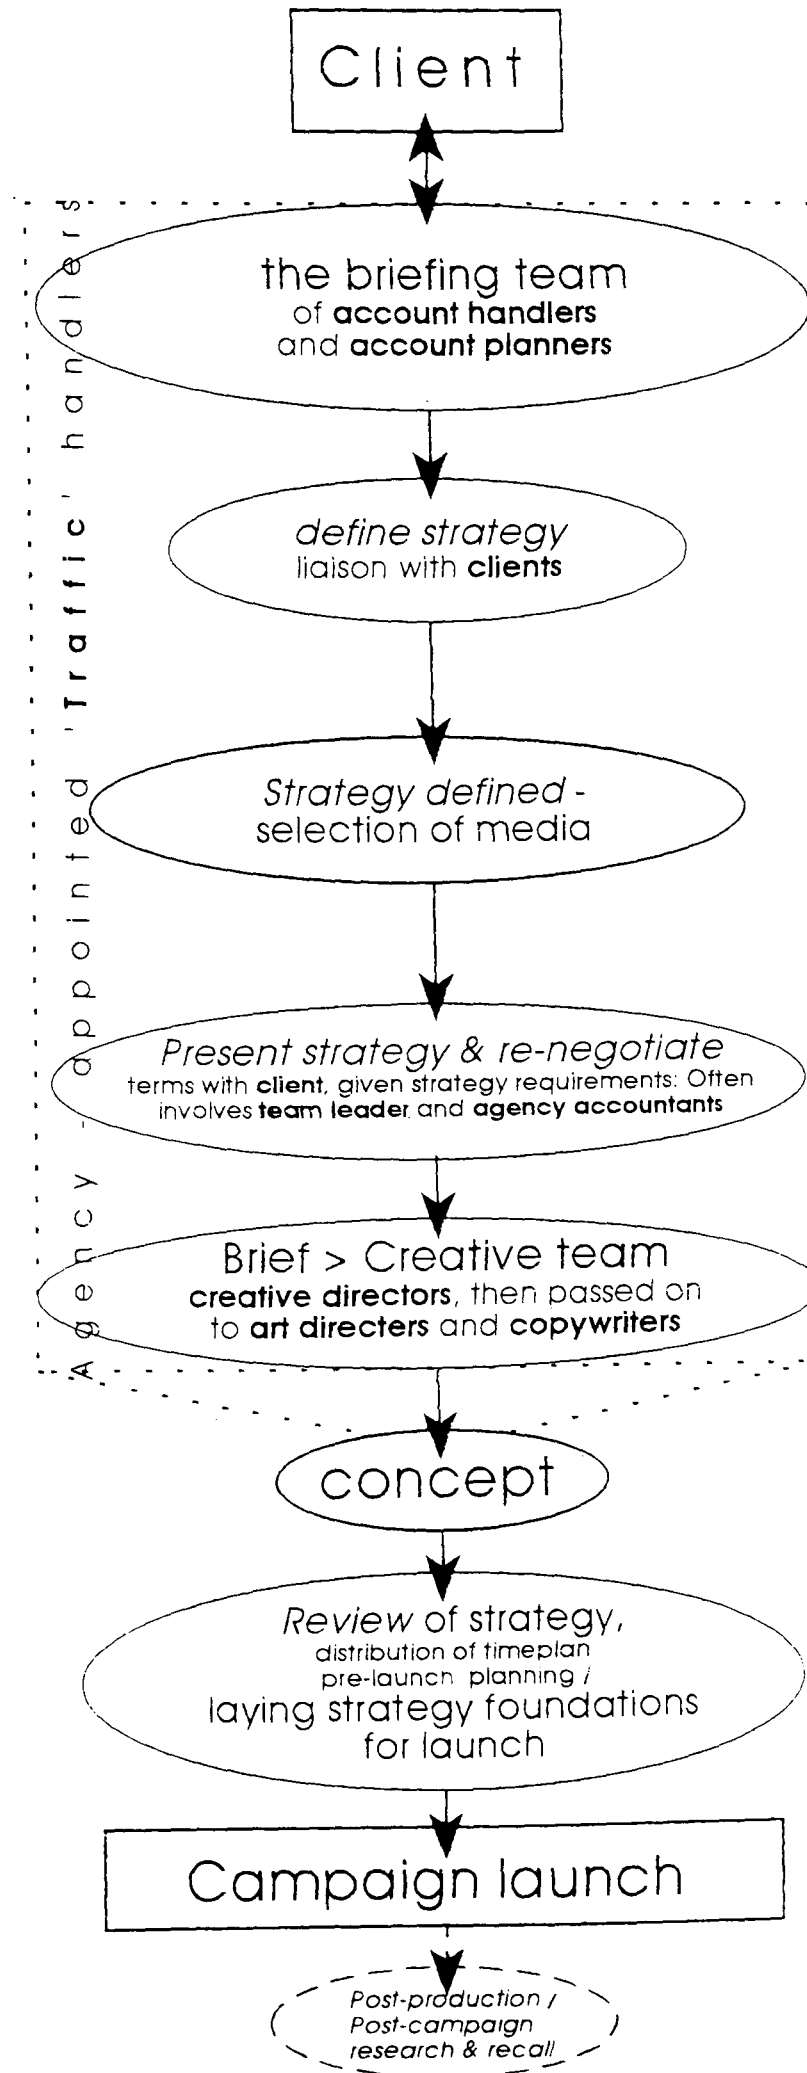 Client
Agency - appointed 'Traffic' handlers
the briefing team
of account handlers
and account planners
define strategy
liaison with clients
Strategy defined -
selection of media
Present strategy & re-negotiate
terms with client, given strategy requirements: Often
involves team leader and agency accountants
Brief > Creative team
creative directors, then passed on
to art directers and copywriters
concept
Review of strategy,
distribution of timeplan
pre-launch planning /
laying strategy foundations
for launch
Campaign launch
Post-production /
Post-campaign
research & recall